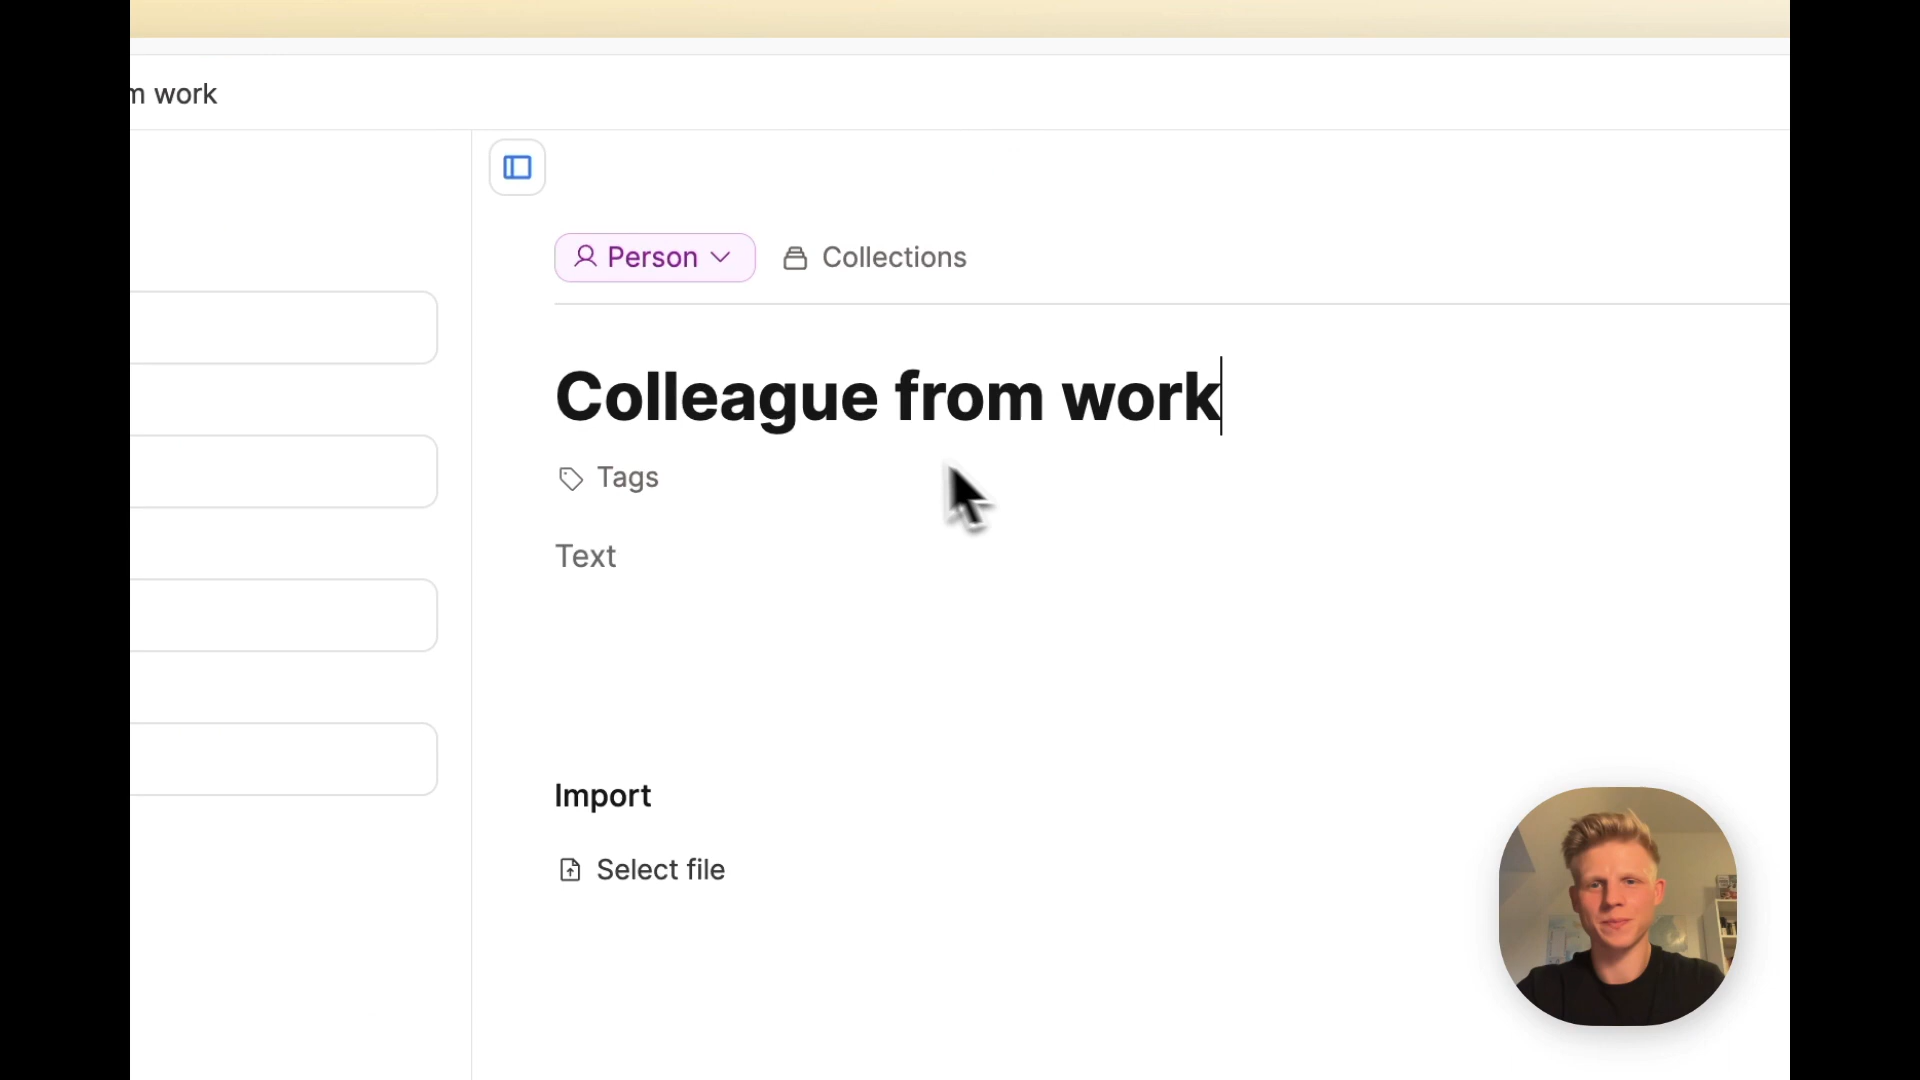 m work
Person
Collections
Colleague from work
Tags
Text
Import
Select file